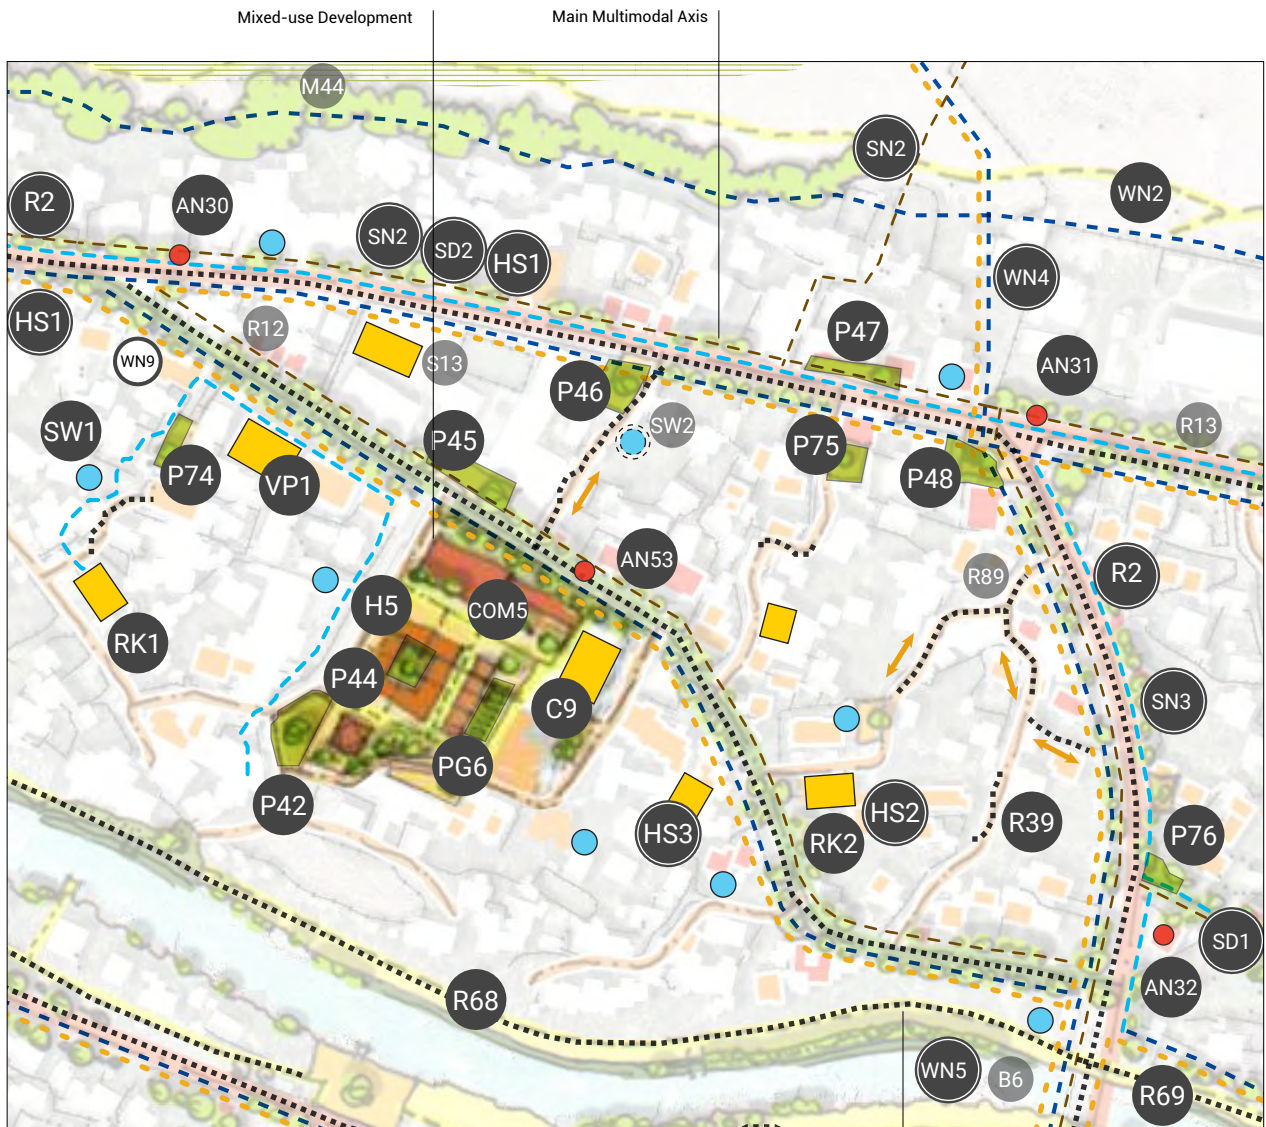 Mixed-use Development
Main Multimodal Axis
M44
SN2
R2
AN30
WN2
SN2
SD2
HS1
WN4
HS1
R12
P47
WN9
S13
AN31
P46
SW1
SW2
R13
P45
P75
P74
P48
VP1
AN53
R89
R2
H5
COM5
RK1
P44
SN3
C9
PG6
P42
HS3
HS2
R39
RK2
P76
SD1
R68
AN32
WN5
B6
R69